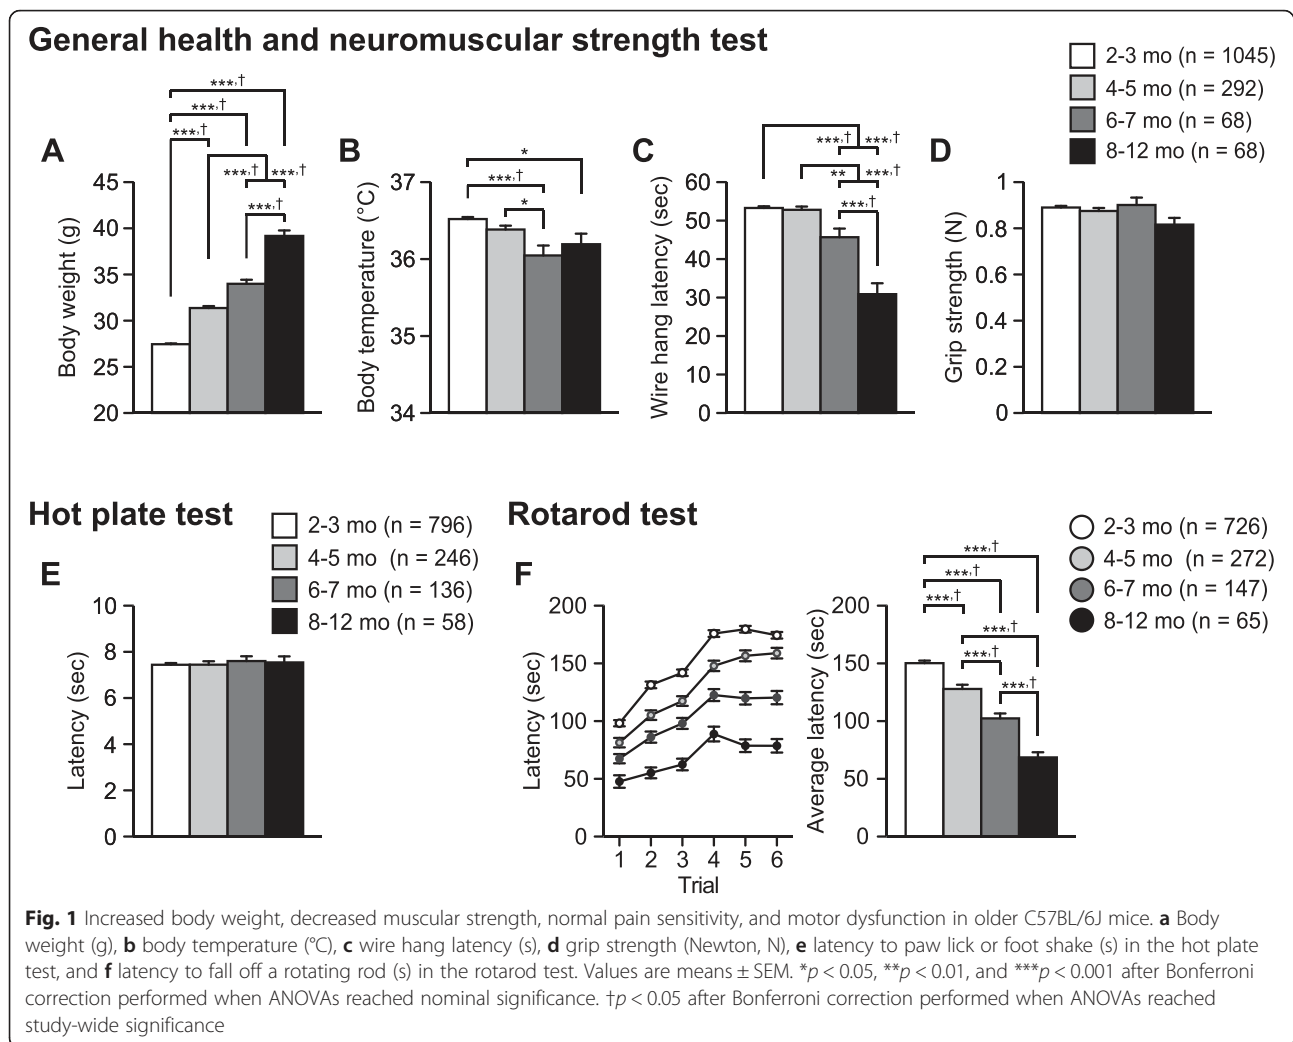 General health and neuromuscular strength test
2-3 mo (n = 1045)
4-5 mo (n = 292)
6-7 mo (n = 68)
8-12 mo (n = 68)
A
***,†
***,†
***,†
***,† ***,†
***,†
45
40
35
30
25
20
Body weight (g)
B
*
***,†
*
37
36
35
34
Body temperature (°C)
C
***,† ***,†
** ***,†
***,†
60
50
40
30
20
10
0
Wire hang latency (sec)
D
1
0.8
0.6
0.4
0.2
0
Grip strength (N)
Hot plate test
2-3 mo (n = 796)
4-5 mo (n = 246)
6-7 mo (n = 136)
8-12 mo (n = 58)
E
10
8
6
4
2
0
Latency (sec)
Rotarod test
2-3 mo (n = 726)
4-5 mo (n = 272)
6-7 mo (n = 147)
8-12 mo (n = 65)
F
200
150
100
50
0
Latency (sec)
1 2 3 4 5 6
Trial
***,†
***,†
***,†
***,†
***,†
***,†
200
150
100
50
0
Average latency (sec)
Fig. 1 Increased body weight, decreased muscular strength, normal pain sensitivity, and motor dysfunction in older C57BL/6J mice. a Body
weight (g), b body temperature (°C), c wire hang latency (s), d grip strength (Newton, N), e latency to paw lick or foot shake (s) in the hot plate
test, and f latency to fall off a rotating rod (s) in the rotarod test. Values are means ± SEM. *p < 0.05, **p < 0.01, and ***p < 0.001 after Bonferroni
correction performed when ANOVAs reached nominal significance. †p < 0.05 after Bonferroni correction performed when ANOVAs reached
study-wide significance